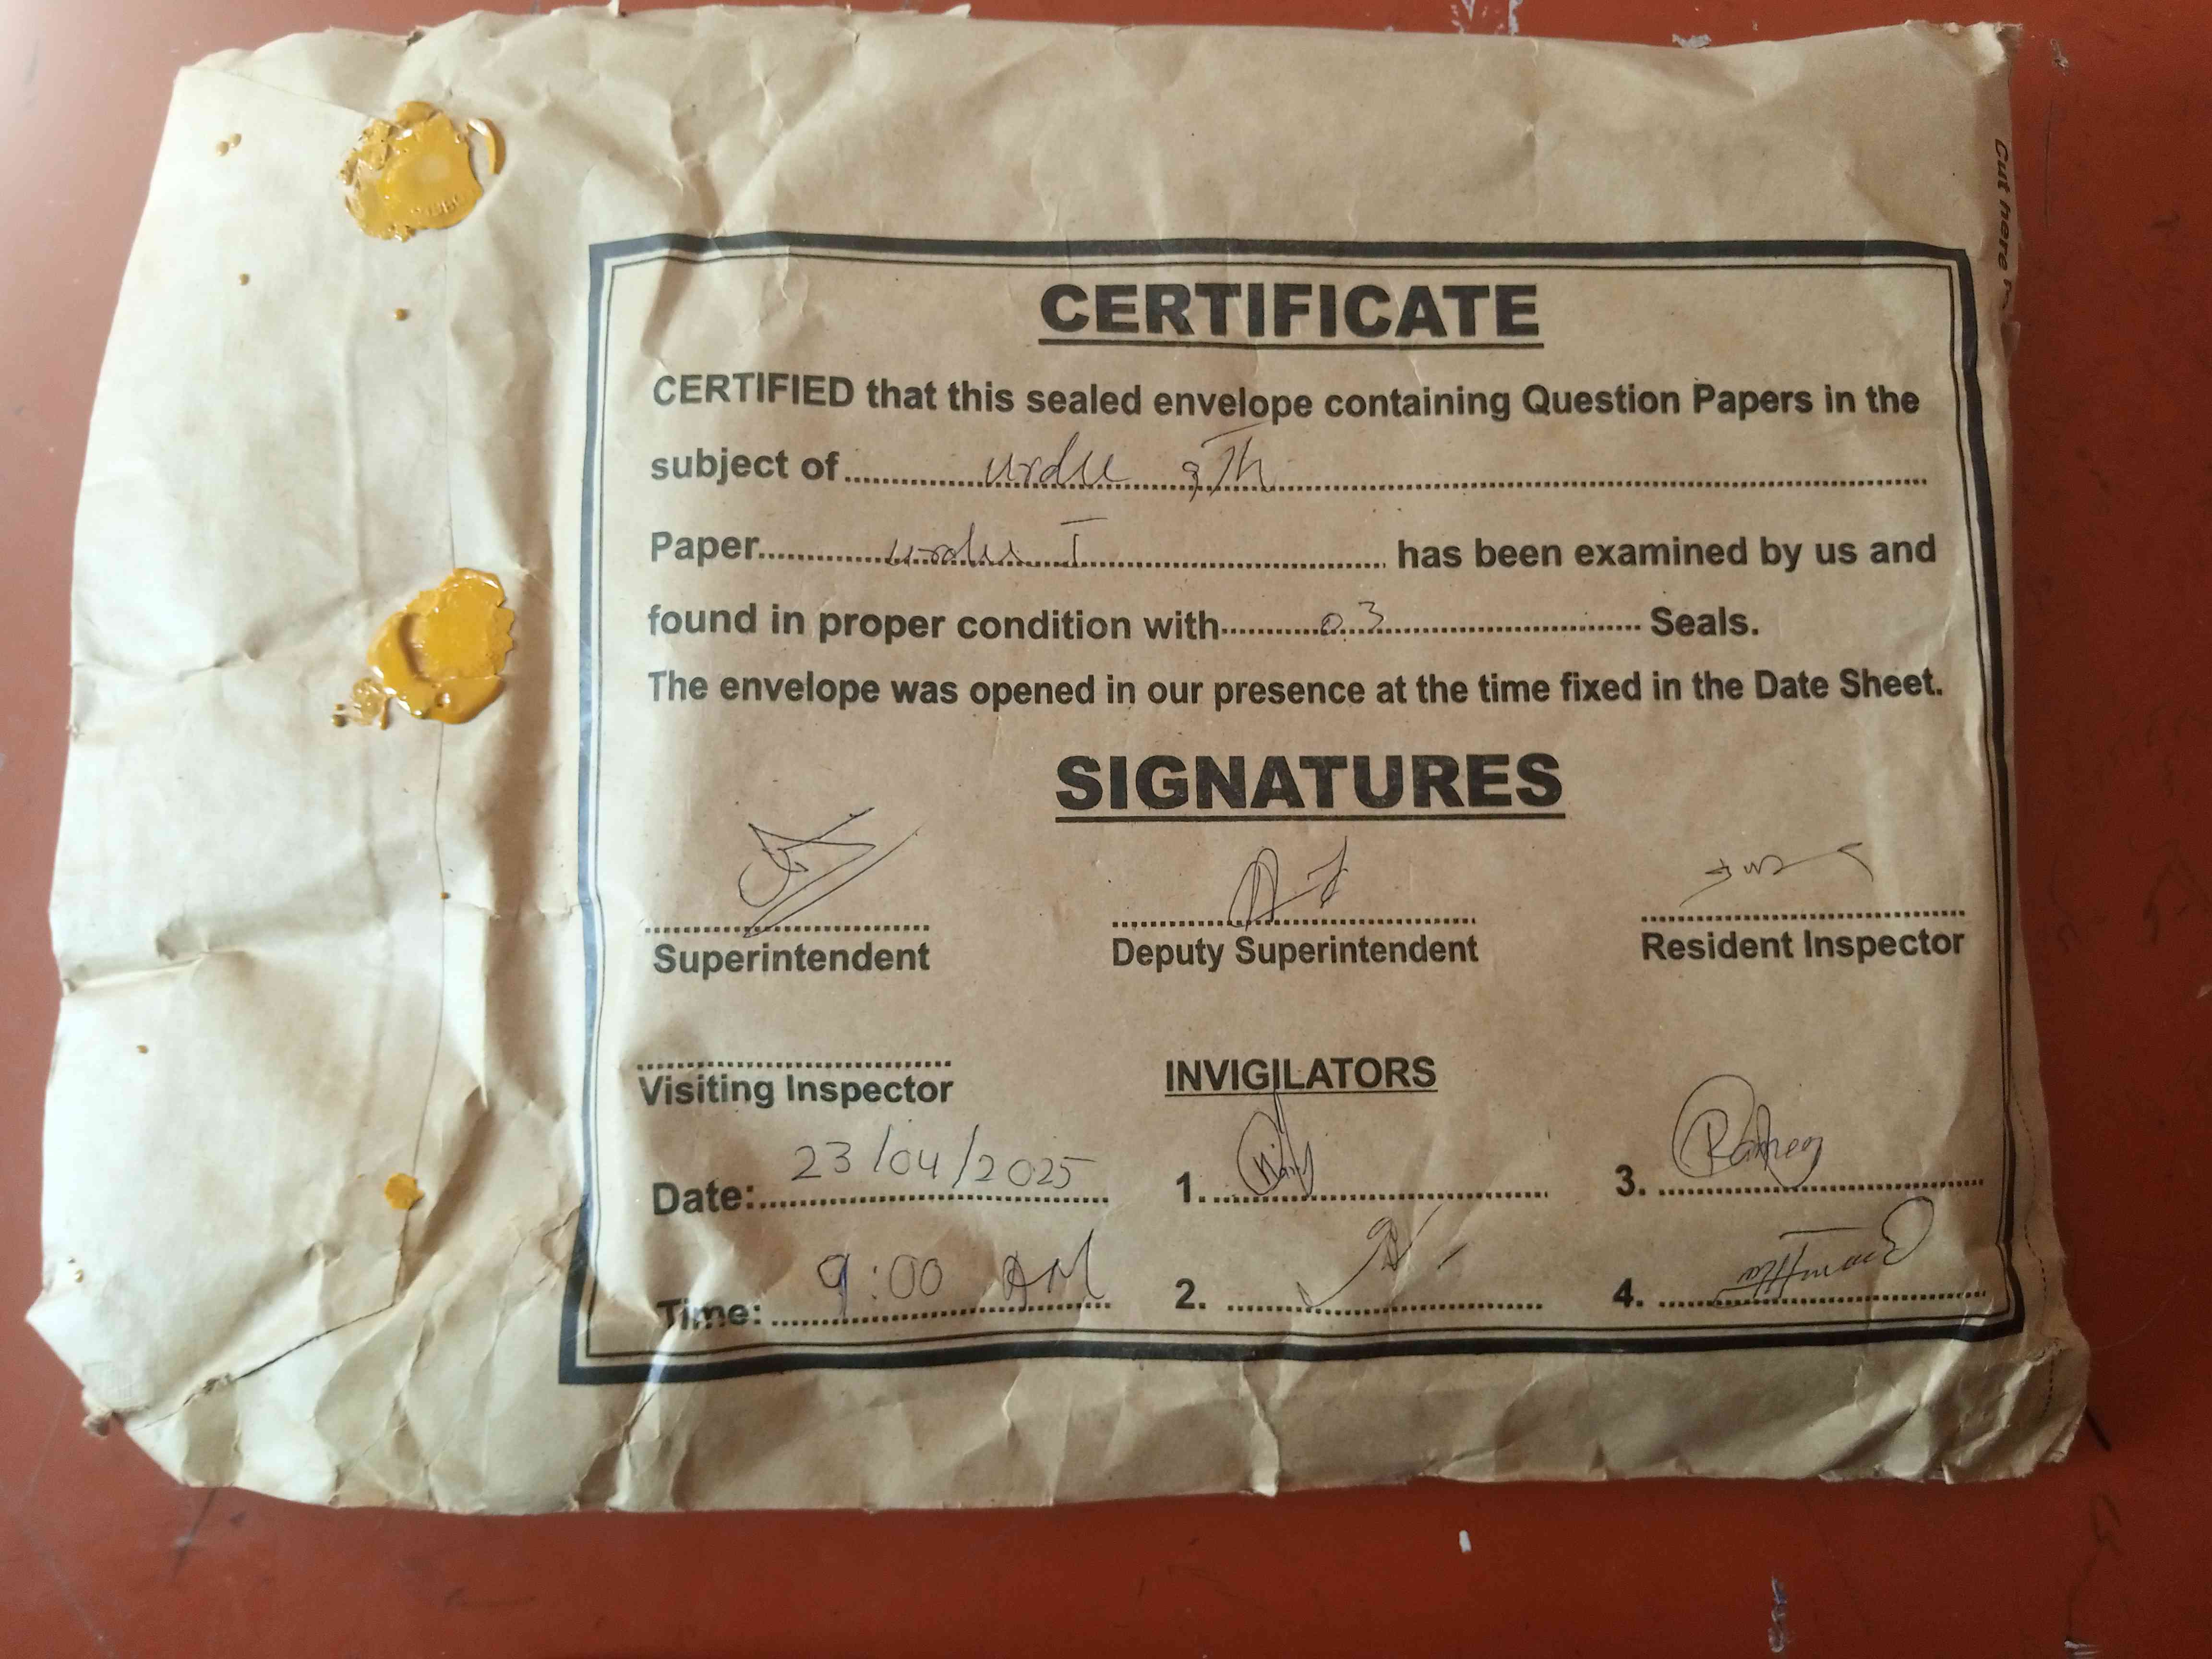 Cut here
CERTIFICATE
CERTIFIED that this sealed envelope containing Question Papers in the
subject of.......... urdu 9Th ..........
Paper.......... urdu I .......... has been examined by us and
found in proper condition with.......... 03 .......... Seals.
The envelope was opened in our presence at the time fixed in the Date Sheet.
SIGNATURES
Superintendent Deputy Superintendent Resident Inspector
Visiting Inspector INVIGILATORS
Date: 23/04/2025 1. 3.
Time: 9:00 AM 2. 4.